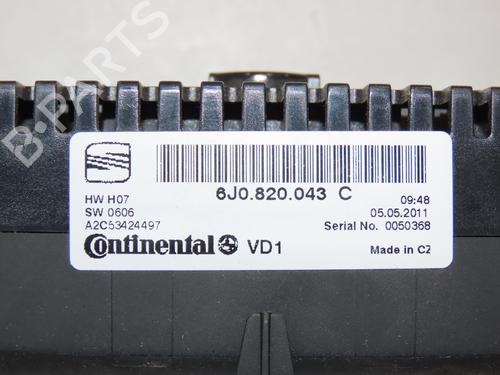 B-PARTS
6J0.820.043 C
HW H07
09:48
SW 0606
05.05.2011
A2C53424497
Serial No. 0050368
Continental VD1
Made in CZ